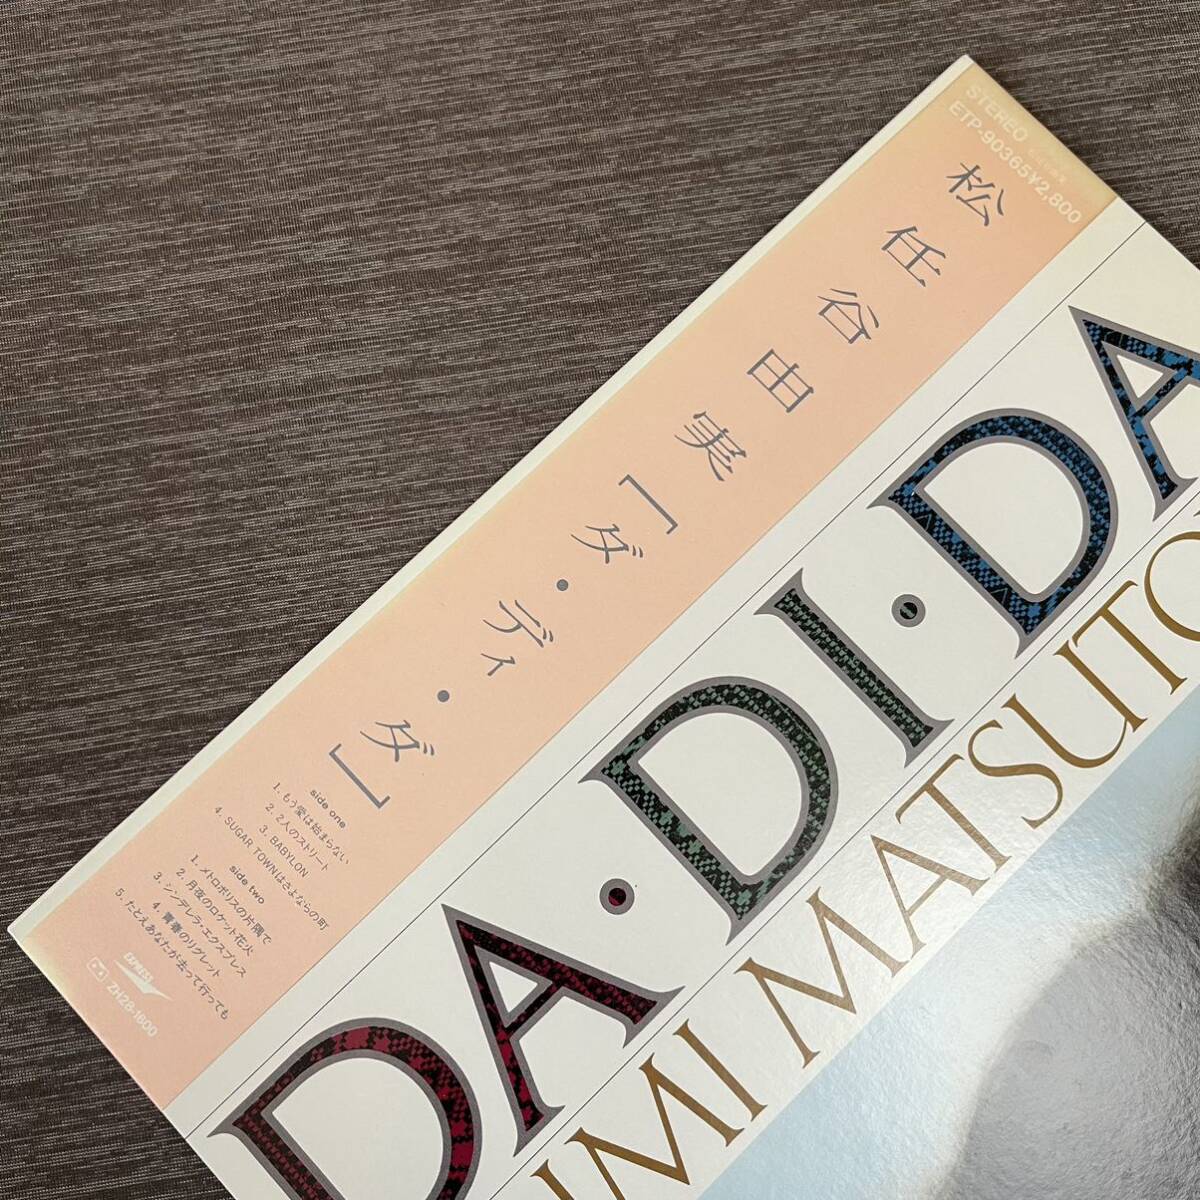 STEREO
ETP-90365 ¥2,800
松任谷由実［ダ・ディ・ダ］
side one
1. もう愛は始まらない
2. 2人のストリート
3. BABYLON
4. SUGAR TOWNはさよならの町
side two
1. メトロポリスの片隅で
2. 月夜のロケット花火
3. シンデレラ・エクスプレス
4. 青春のリグレット
5. たとえあなたが去って行っても
EXPRESS
ZH28-1600
DA・DI・DA
UMI MATSUTO